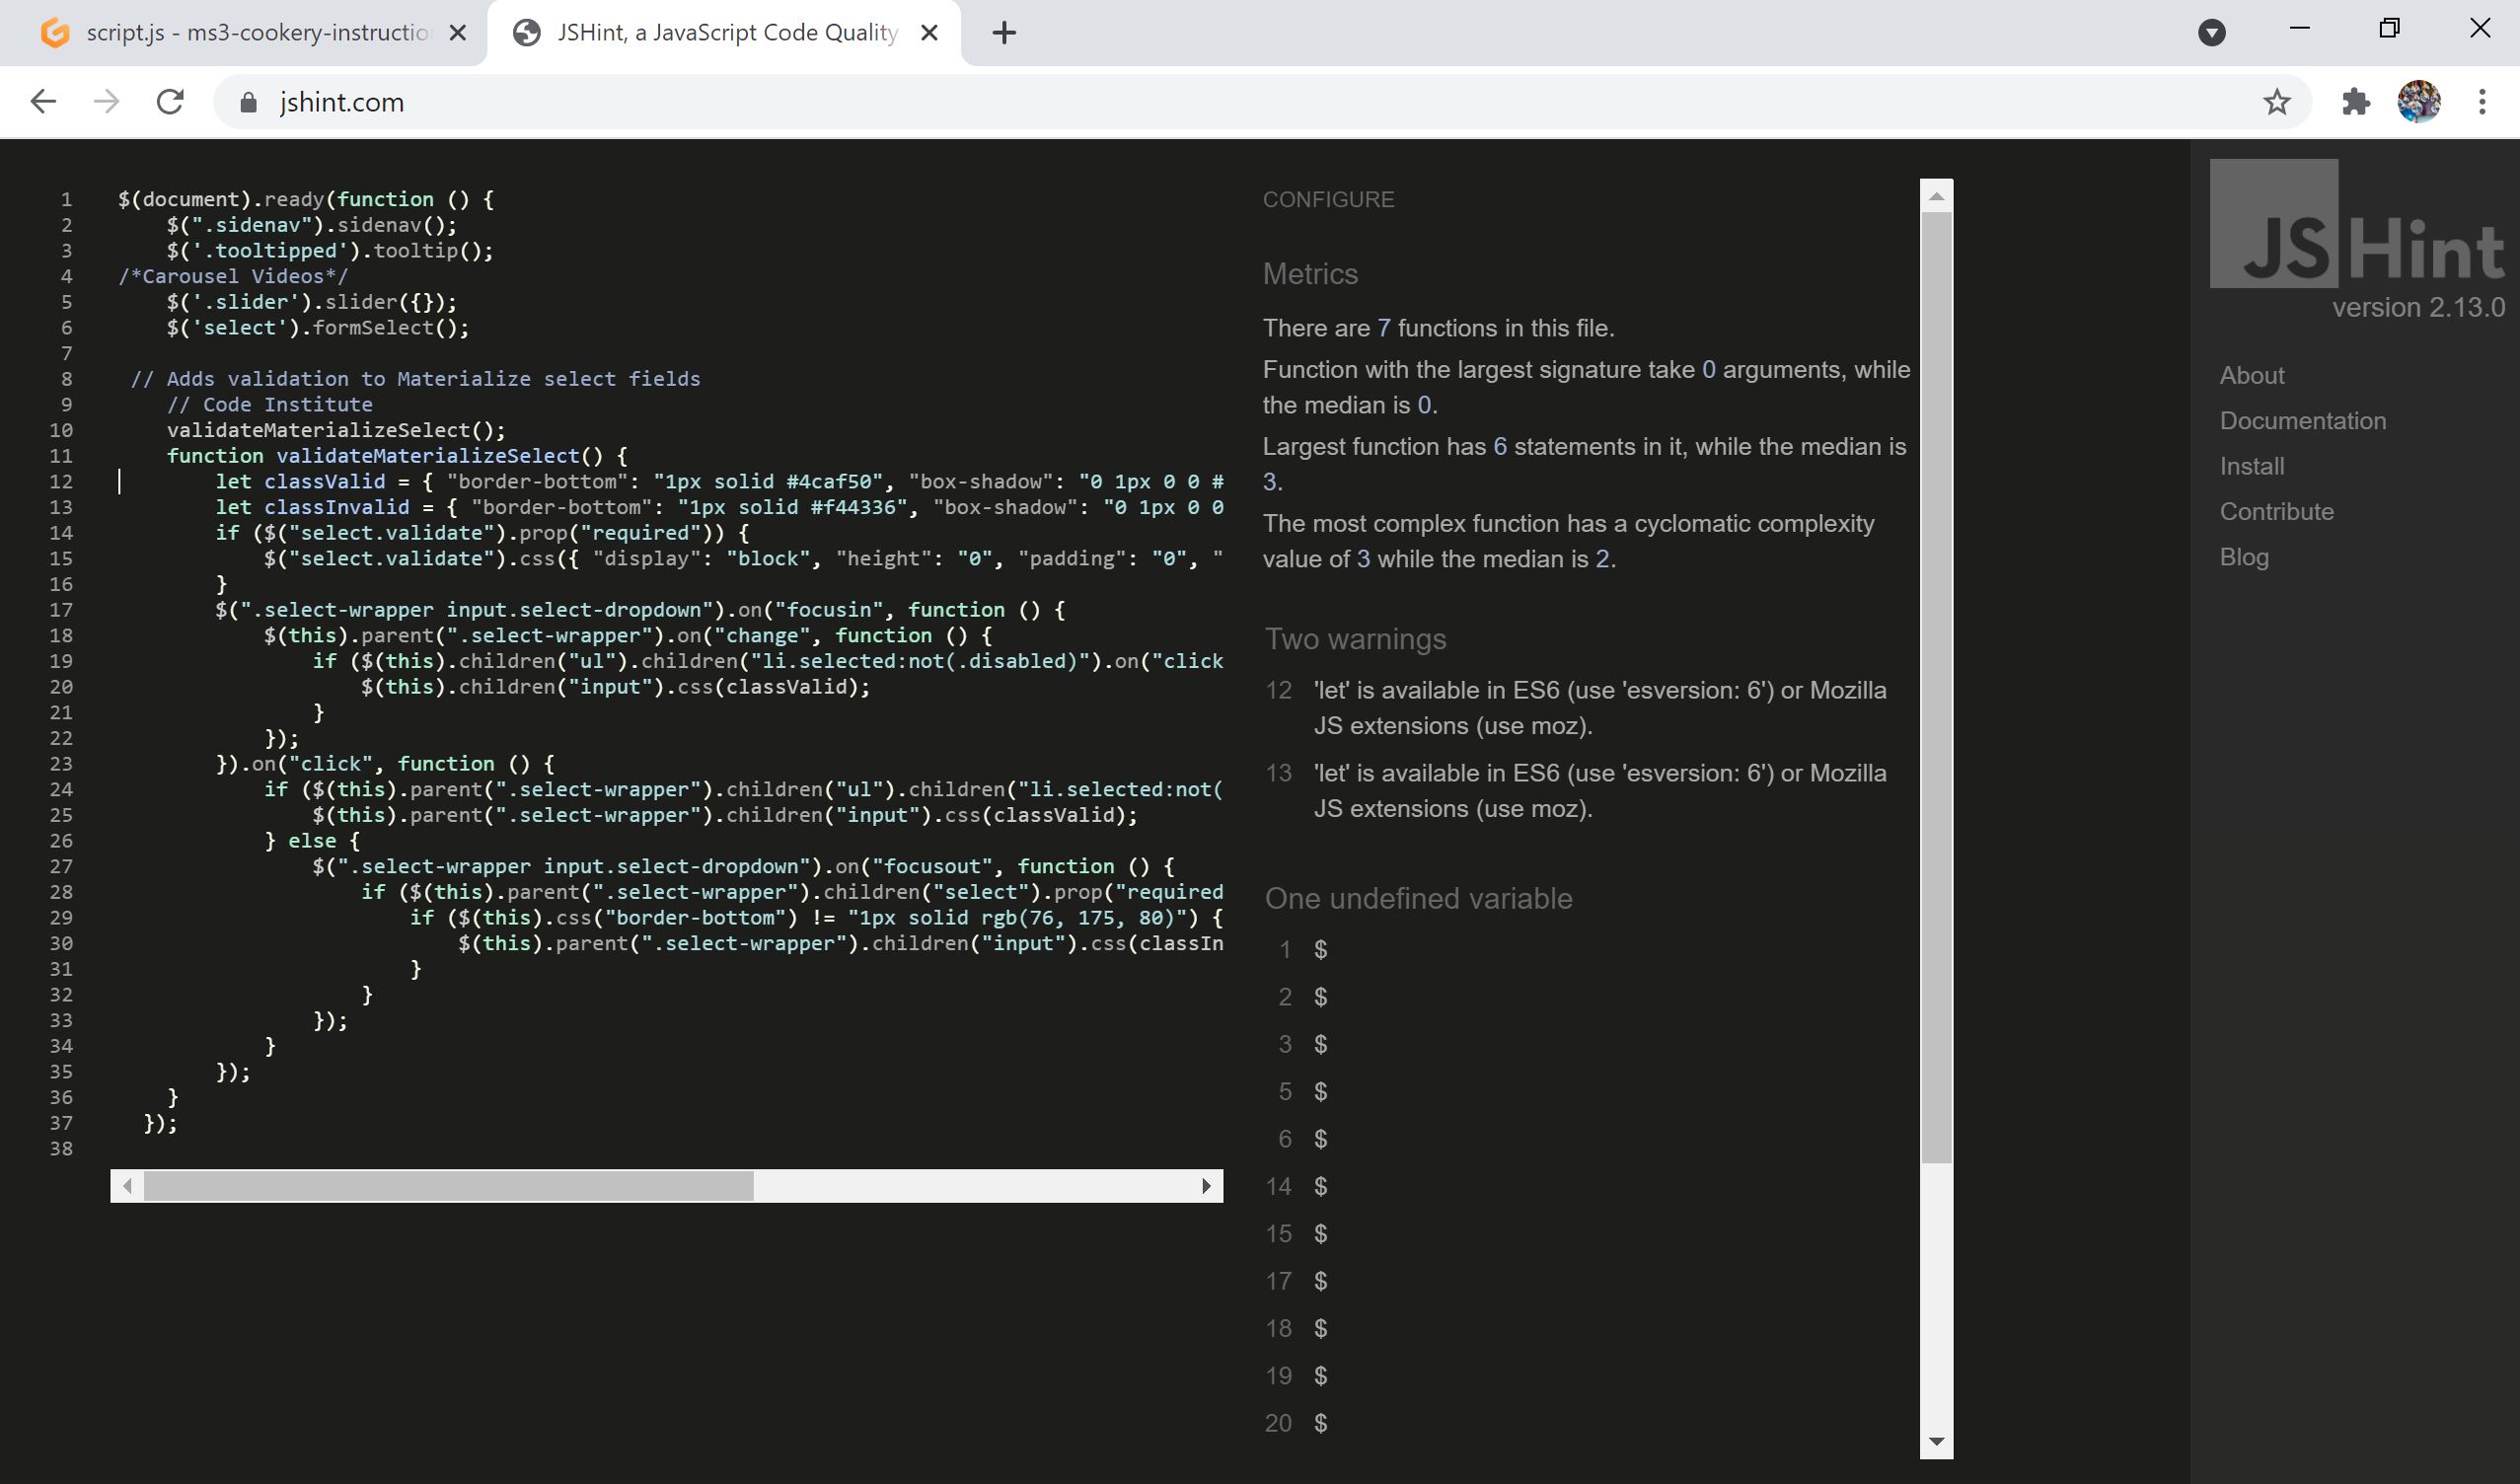 script.js - ms3-cookery-instructio
JSHint, a JavaScript Code Quality
jshint.com
1 $(document).ready(function () {
2 $(".sidenav").sidenav();
3 $('.tooltipped').tooltip();
4 /*Carousel Videos*/
5 $('.slider').slider({});
6 $('select').formSelect();
7
8 // Adds validation to Materialize select fields
9 // Code Institute
10 validateMaterializeSelect();
11 function validateMaterializeSelect() {
12 let classValid = { "border-bottom": "1px solid #4caf50", "box-shadow": "0 1px 0 0 #
13 let classInvalid = { "border-bottom": "1px solid #f44336", "box-shadow": "0 1px 0 0
14 if ($("select.validate").prop("required")) {
15 $("select.validate").css({ "display": "block", "height": "0", "padding": "0", "
16 }
17 $(".select-wrapper input.select-dropdown").on("focusin", function () {
18 $(this).parent(".select-wrapper").on("change", function () {
19 if ($(this).children("ul").children("li.selected:not(.disabled)").on("click
20 $(this).children("input").css(classValid);
21 }
22 });
23 }).on("click", function () {
24 if ($(this).parent(".select-wrapper").children("ul").children("li.selected:not(
25 $(this).parent(".select-wrapper").children("input").css(classValid);
26 } else {
27 $(".select-wrapper input.select-dropdown").on("focusout", function () {
28 if ($(this).parent(".select-wrapper").children("select").prop("required
29 if ($(this).css("border-bottom") != "1px solid rgb(76, 175, 80)") {
30 $(this).parent(".select-wrapper").children("input").css(classIn
31 }
32 }
33 });
34 }
35 });
36 }
37 });
38
CONFIGURE
Metrics
There are 7 functions in this file.
Function with the largest signature take 0 arguments, while
the median is 0.
Largest function has 6 statements in it, while the median is
3.
The most complex function has a cyclomatic complexity
value of 3 while the median is 2.
Two warnings
12 'let' is available in ES6 (use 'esversion: 6') or Mozilla
JS extensions (use moz).
13 'let' is available in ES6 (use 'esversion: 6') or Mozilla
JS extensions (use moz).
One undefined variable
1 $
2 $
3 $
5 $
6 $
14 $
15 $
17 $
18 $
19 $
20 $
JSHint
version 2.13.0
About
Documentation
Install
Contribute
Blog